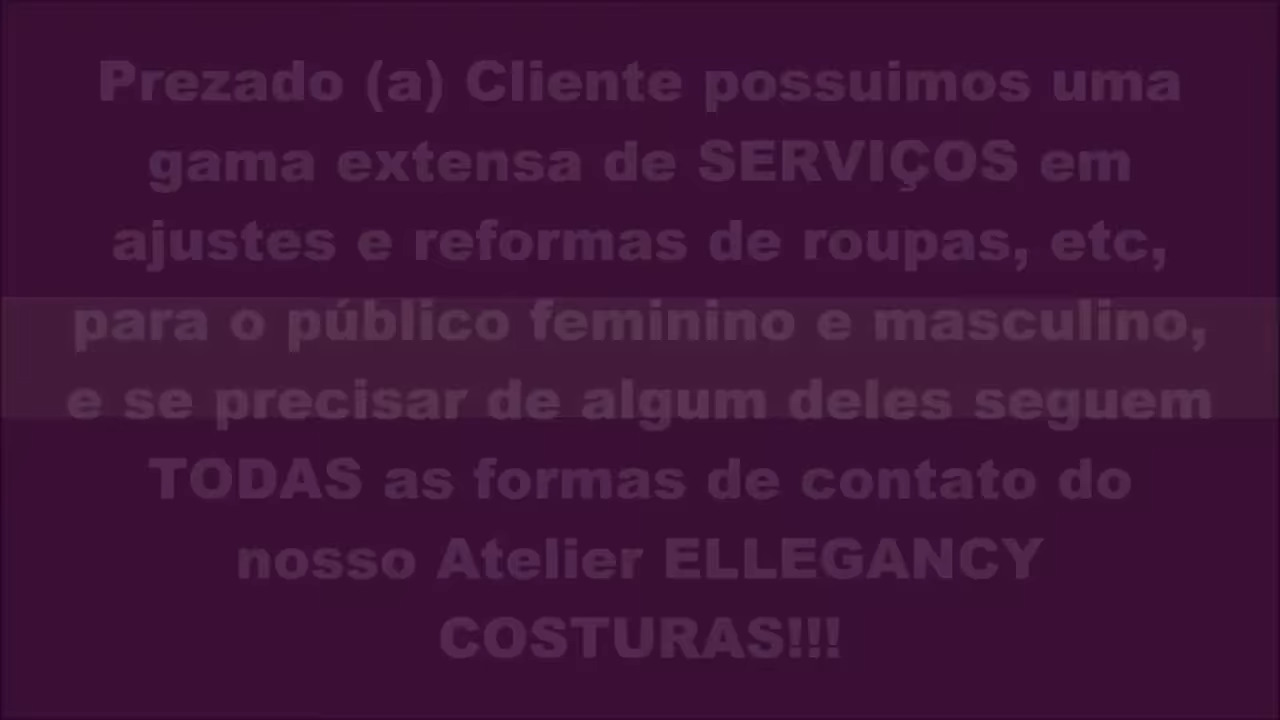 Prezado (a) Cliente possuimos uma
gama extensa de SERVIÇOS em
ajustes e reformas de roupas, etc,
para o público feminino e masculino,
e se precisar de algum deles seguem
TODAS as formas de contato do
nosso Atelier ELLEGANCY
COSTURAS!!!